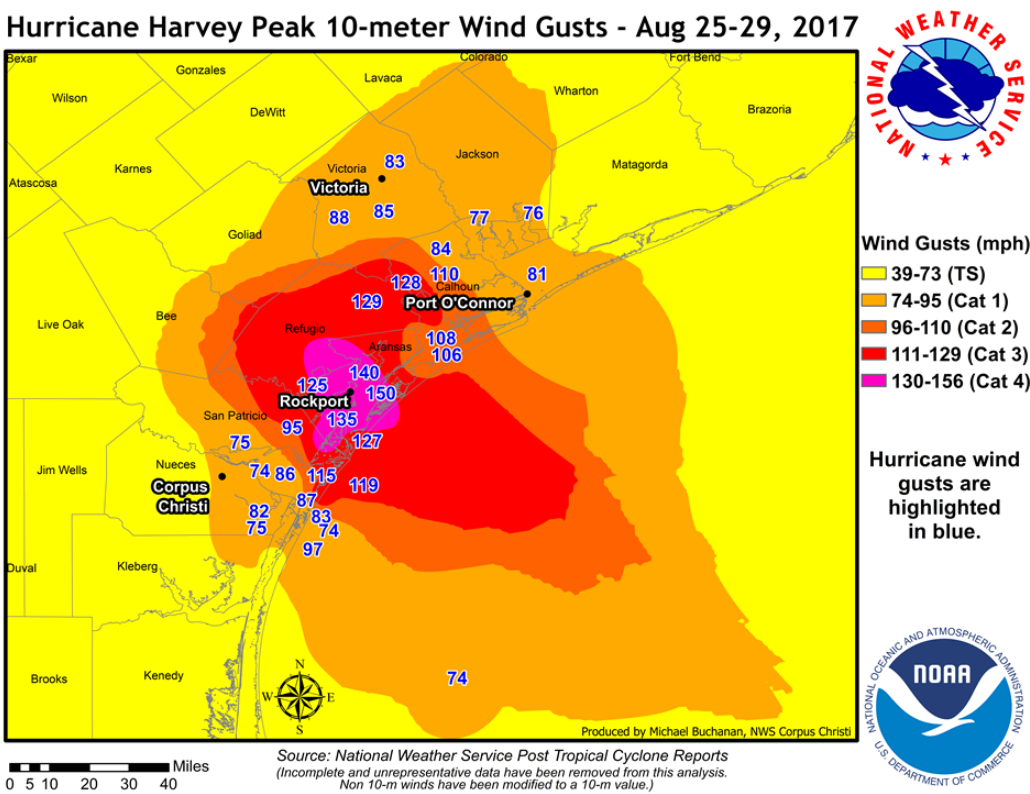 Hurricane Harvey Peak 10-meter Wind Gusts - Aug 25-29, 2017
NATIONAL WEATHER SERVICE
Bexar
Gonzales
Lavaca
Colorado
Fort Bend
Wilson
DeWitt
Wharton
Brazoria
Karnes
Atascosa
Victoria
83
Victoria
Jackson
Matagorda
88
85
77
76
Goliad
84
110
81
128
Calhoun
129
Port O'Connor
Live Oak
Bee
Refugio
108
Aransas
106
140
125
150
Rockport
San Patricio
135
95
127
75
Jim Wells
Nueces
74
86
115
119
Corpus
Christi
87
82
83
75
74
97
Duval
Kleberg
Brooks
Kenedy
74
N
W
E
S
Produced by Michael Buchanan, NWS Corpus Christi
Wind Gusts (mph)
39-73 (TS)
74-95 (Cat 1)
96-110 (Cat 2)
111-129 (Cat 3)
130-156 (Cat 4)
Hurricane wind
gusts are
highlighted
in blue.
NATIONAL OCEANIC AND ATMOSPHERIC ADMINISTRATION
NOAA
U.S. DEPARTMENT OF COMMERCE
Miles
0 5 10 20 30 40
Source: National Weather Service Post Tropical Cyclone Reports
(Incomplete and unrepresentative data have been removed from this analysis.
Non 10-m winds have been modified to a 10-m value.)